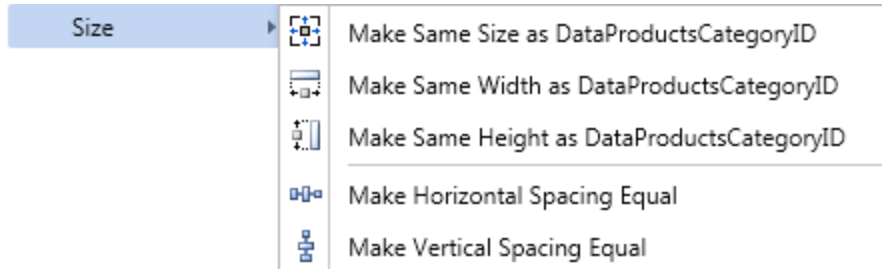 Size
Make Same Size as DataProductsCategoryID
Make Same Width as DataProductsCategoryID
Make Same Height as DataProductsCategoryID
Make Horizontal Spacing Equal
Make Vertical Spacing Equal